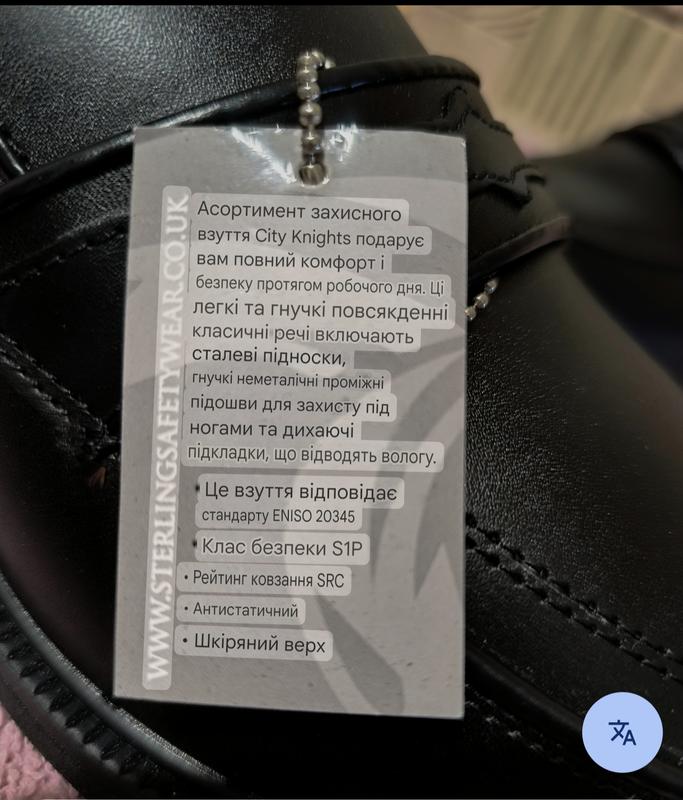 WWW.STERLINGSAFETYWEAR.CO.UK
Асортимент захисного
взуття City Knights подарує
вам повний комфорт і
безпеку протягом робочого дня. Ці
легкі та гнучкі повсякденні
класичні речі включають
сталеві підноски,
гнучкі неметалічні проміжні
підошви для захисту під
ногами та дихаючі
підкладки, що відводять вологу.
• Це взуття відповідає
стандарту ENISO 20345
• Клас безпеки S1P
• Рейтинг ковзання SRC
• Антистатичний
• Шкіряний верх